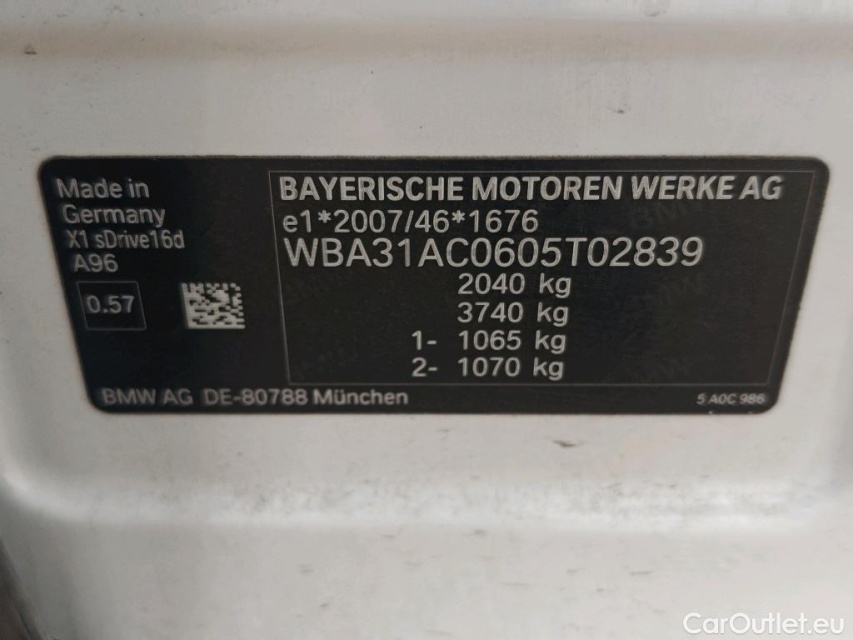 Made in
Germany
X1 sDrive16d
A96
0.57
BAYERISCHE MOTOREN WERKE AG
e1*2007/46*1676
WBA31AC0605T02839
2040 kg
3740 kg
1- 1065 kg
2- 1070 kg
BMW AG DE-80788 München
5 A0C 986
CarOutlet.eu